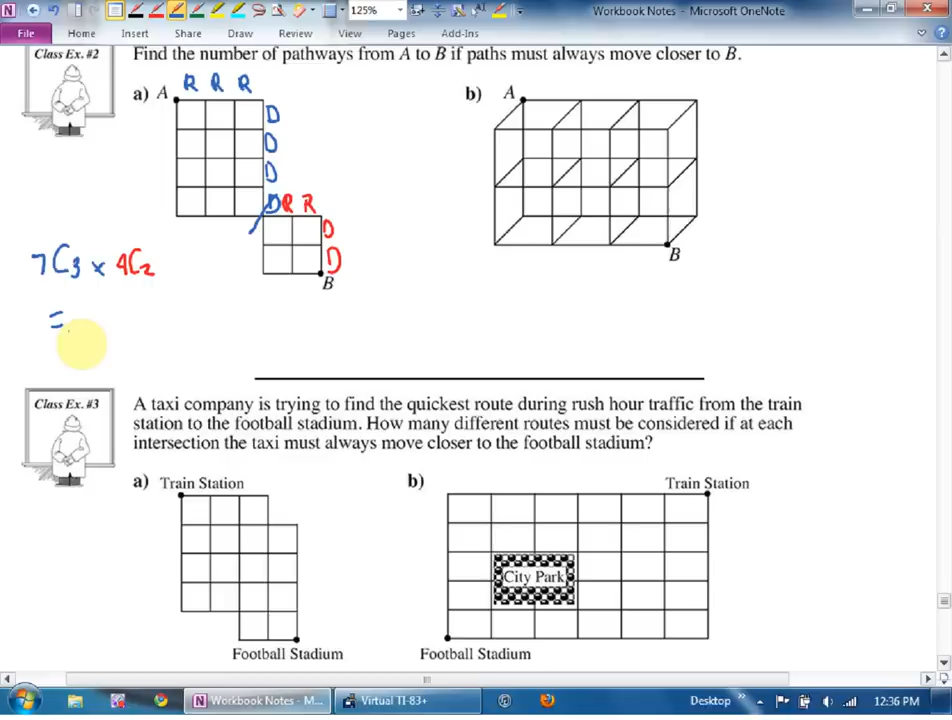 125%
Workbook Notes - Microsoft OneNote
File Home Insert Share Draw Review View Pages Add-Ins
Class Ex. #2
Find the number of pathways from A to B if paths must always move closer to B.
a) A
R R R
D
D
D
D R R
D
D
B
b) A
B
7C3 x 4C2
=
Class Ex. #3
A taxi company is trying to find the quickest route during rush hour traffic from the train
station to the football stadium. How many different routes must be considered if at each
intersection the taxi must always move closer to the football stadium?
a) Train Station
Football Stadium
b)
Train Station
City Park
Football Stadium
Workbook Notes - M...
Virtual TI-83+
Desktop
12:36 PM